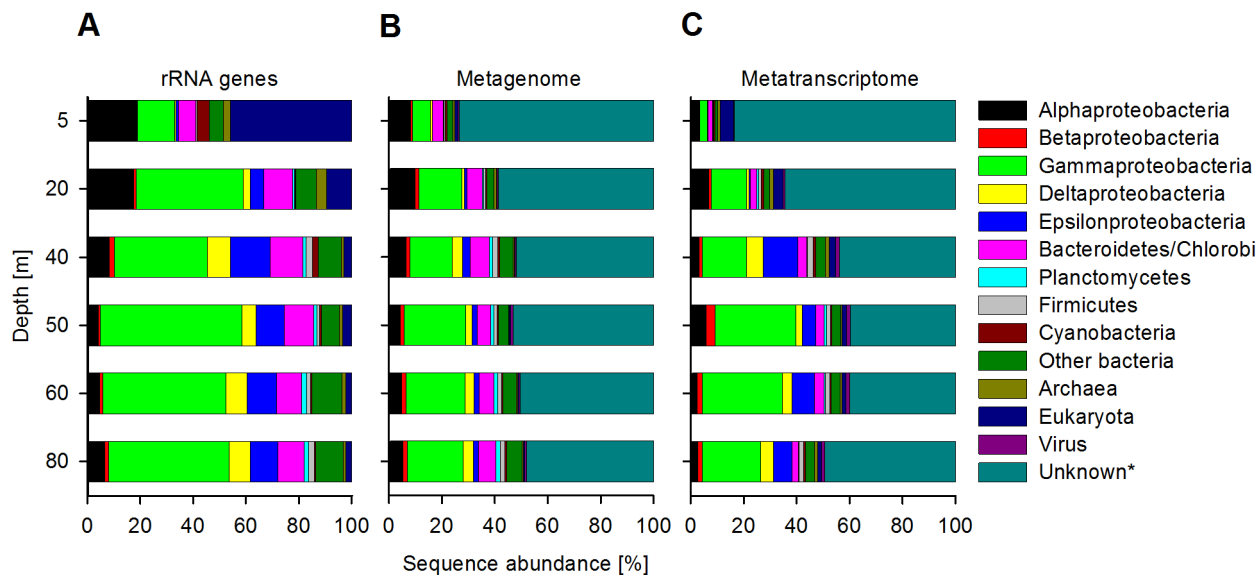 A
B
C
rRNA genes
Metagenome
Metatranscriptome
Depth [m]
5
20
40
50
60
80
0 20 40 60 80 100
0 20 40 60 80 100
0 20 40 60 80 100
Sequence abundance [%]
Alphaproteobacteria
Betaproteobacteria
Gammaproteobacteria
Deltaproteobacteria
Epsilonproteobacteria
Bacteroidetes/Chlorobi
Planctomycetes
Firmicutes
Cyanobacteria
Other bacteria
Archaea
Eukaryota
Virus
Unknown*